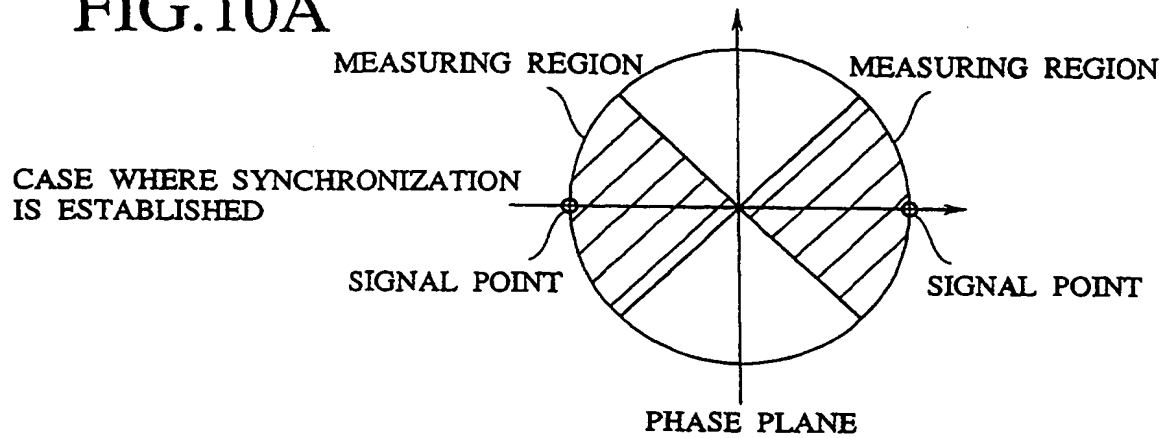 FIG.10A
MEASURING REGION
MEASURING REGION
CASE WHERE SYNCHRONIZATION
IS ESTABLISHED
SIGNAL POINT
SIGNAL POINT
PHASE PLANE